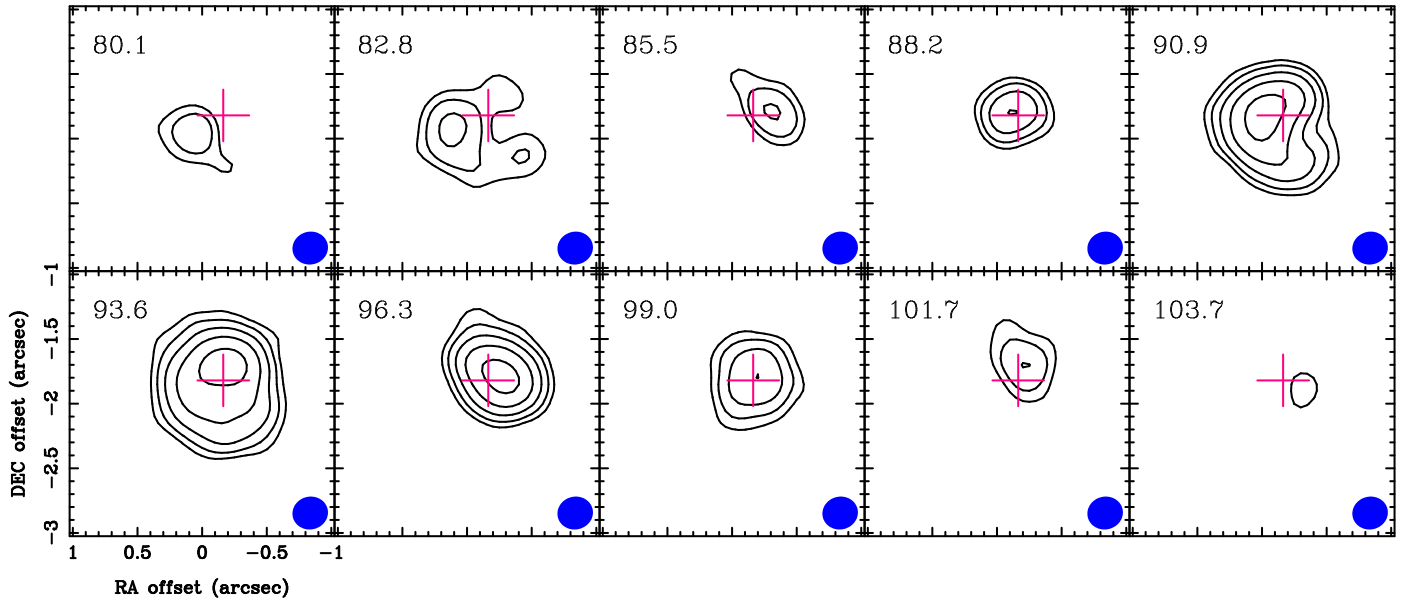 80.1 82.8 85.5 88.2 90.9
93.6 96.3 99.0 101.7 103.7
-1
-1.5
-2
-2.5
-3
DEC offset (arcsec)
1 0.5 0 -0.5 -1
RA offset (arcsec)